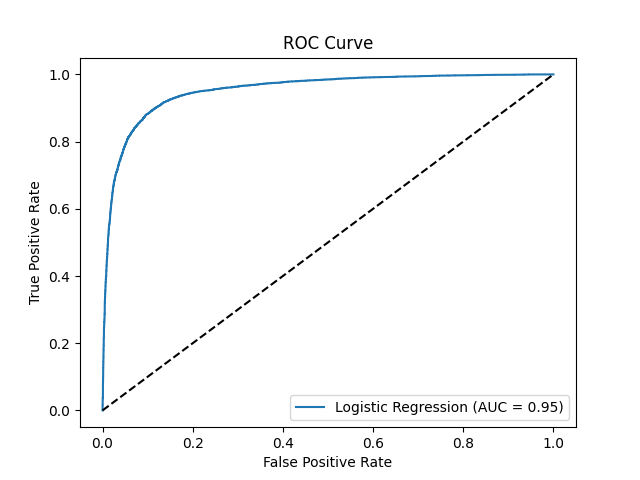 ROC Curve
True Positive Rate
1.0
0.8
0.6
0.4
0.2
0.0
0.0 0.2 0.4 0.6 0.8 1.0
False Positive Rate
Logistic Regression (AUC = 0.95)